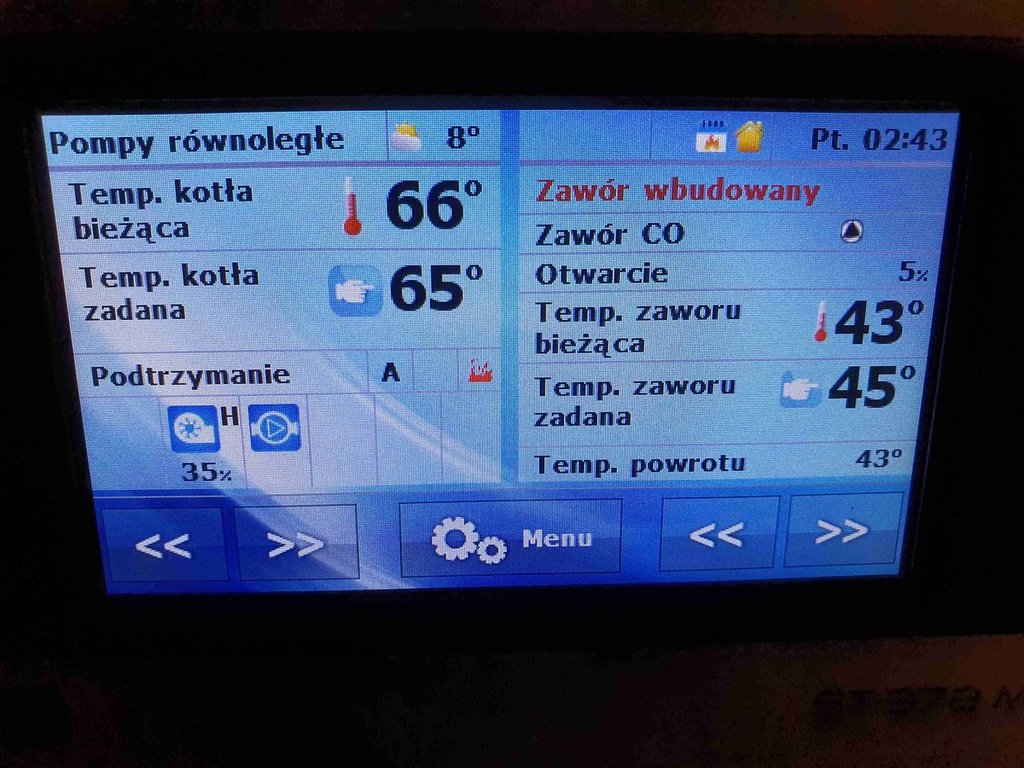 Pompy równoległe 8°
Temp. kotła
bieżąca 66°
Temp. kotła
zadana 65°
Podtrzymanie A
H
35%
<< >>
Menu
Pt. 02:43
Zawór wbudowany
Zawór CO
Otwarcie 5%
Temp. zaworu
bieżąca 43°
Temp. zaworu
zadana 45°
Temp. powrotu 43°
<< >>